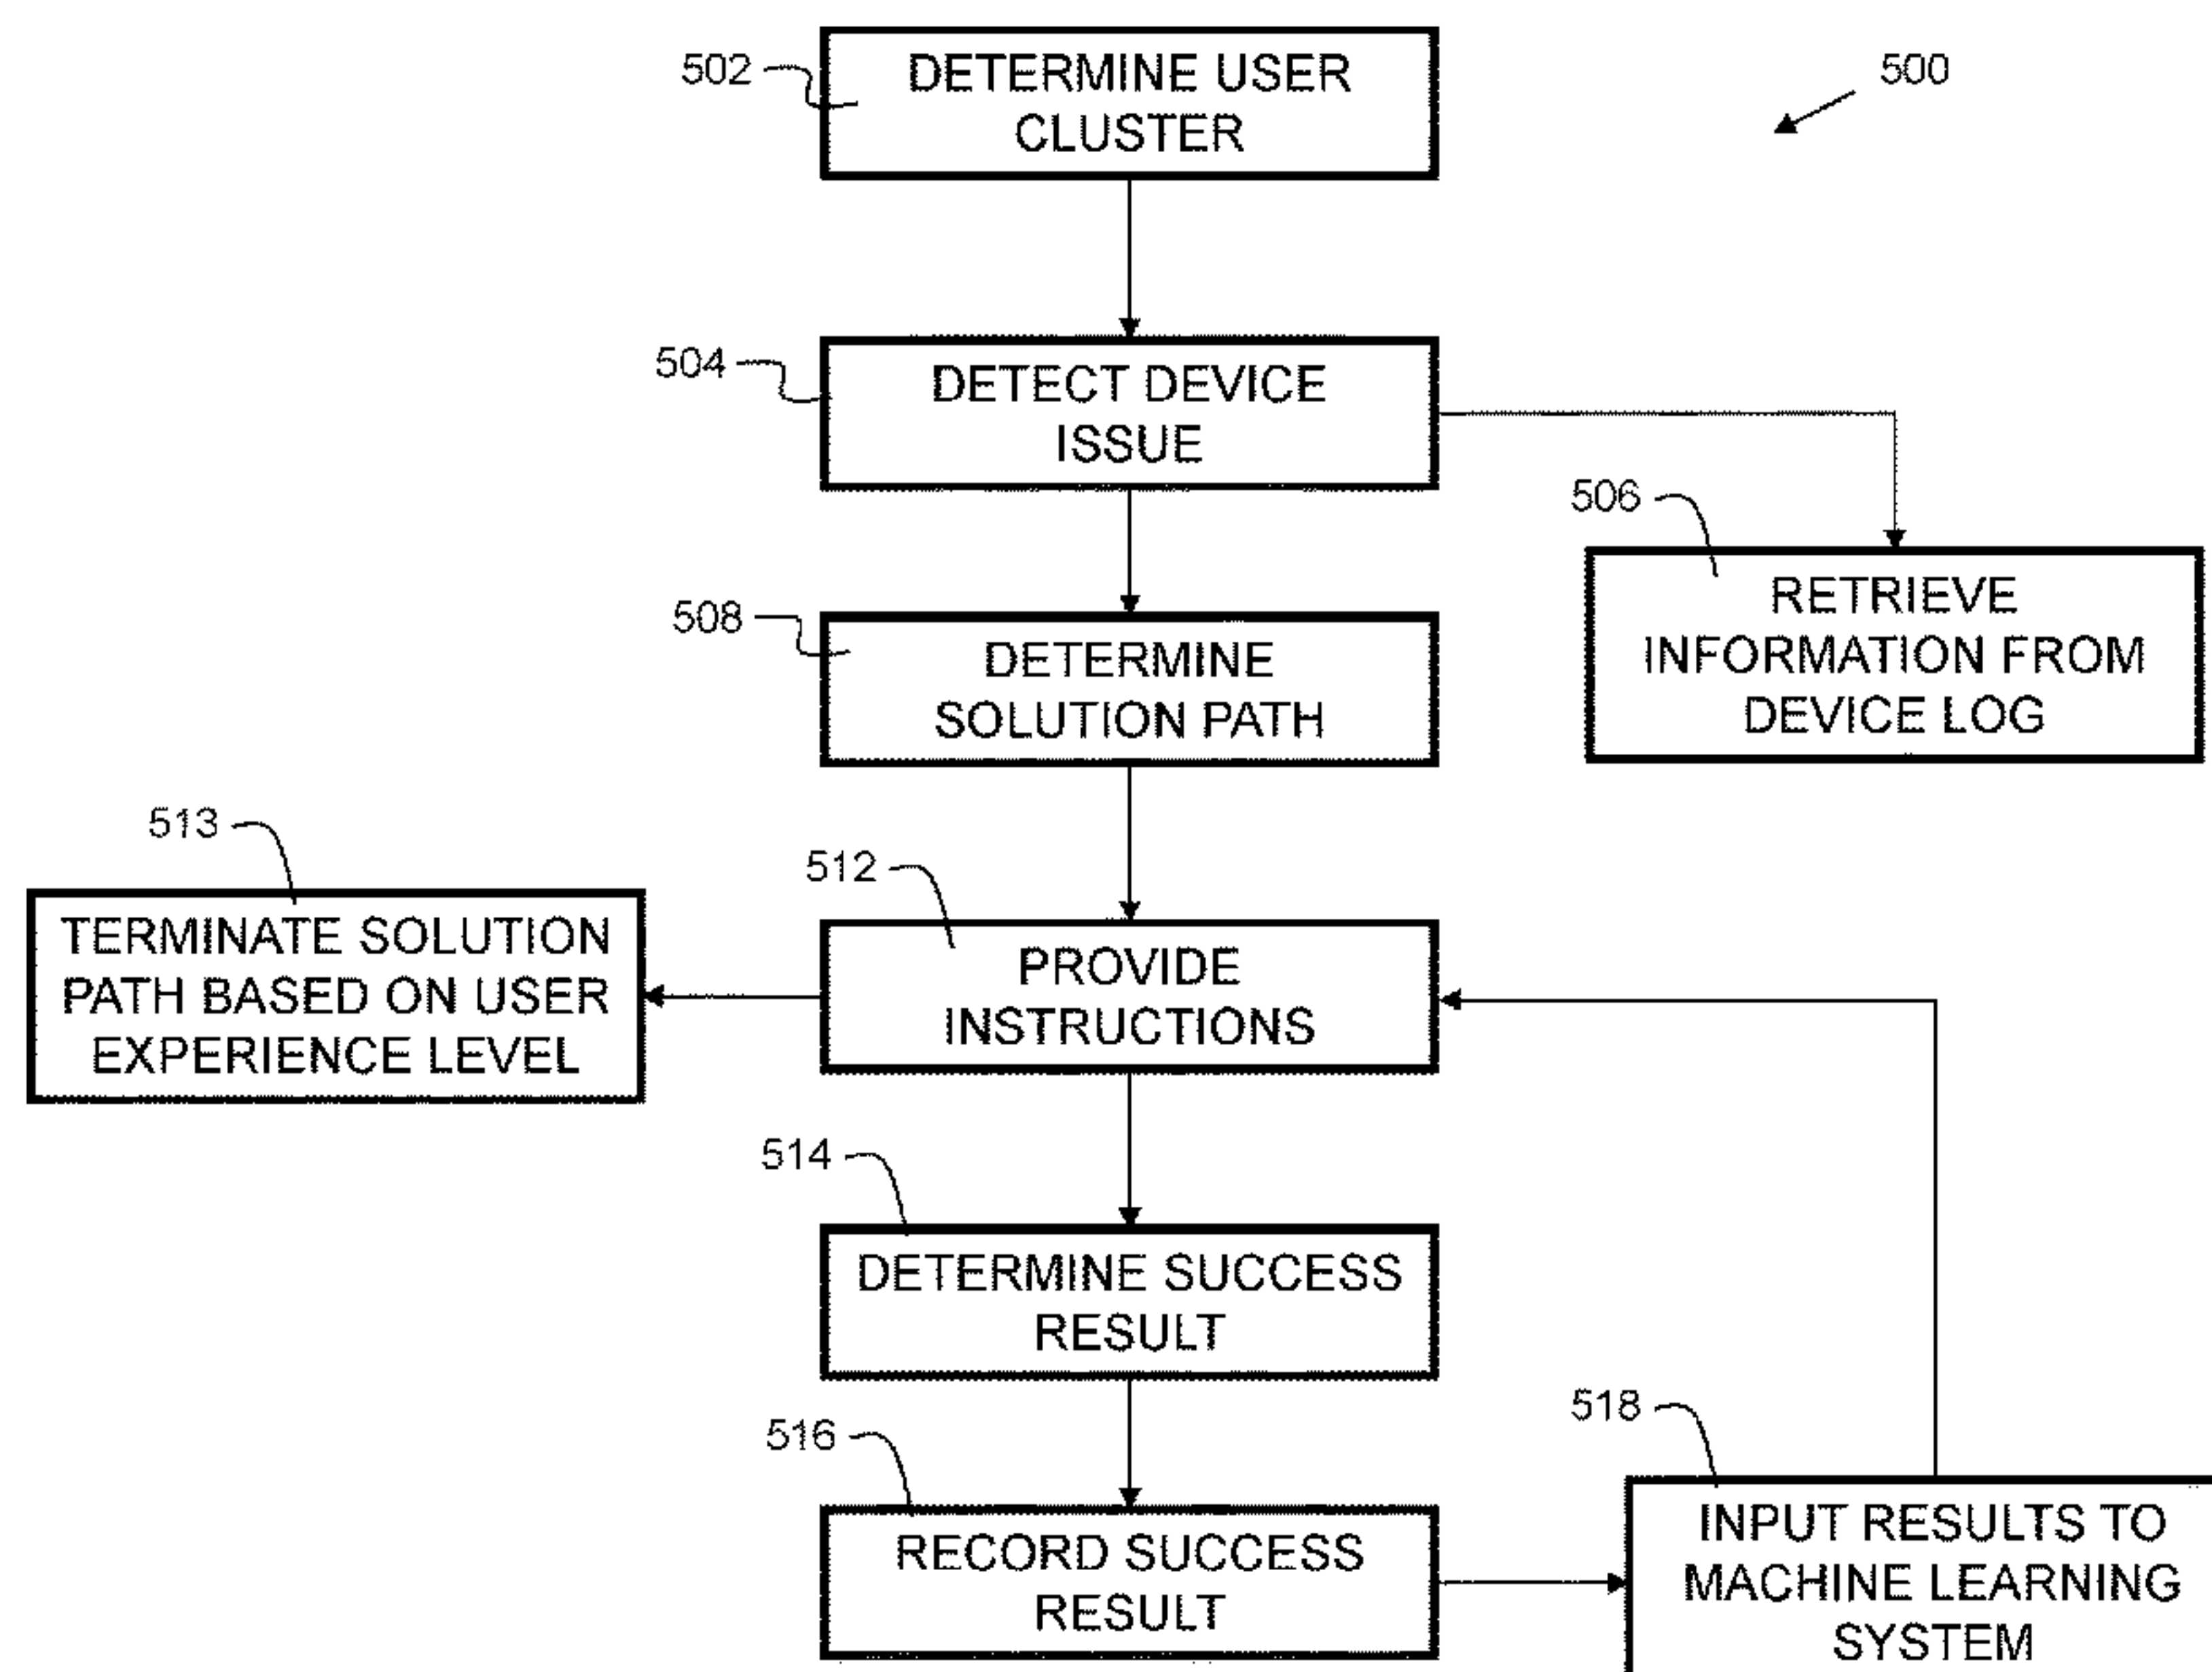 502
DETERMINE USER
CLUSTER
500
504
DETECT DEVICE
ISSUE
506
RETRIEVE
INFORMATION FROM
DEVICE LOG
508
DETERMINE
SOLUTION PATH
513
TERMINATE SOLUTION
PATH BASED ON USER
EXPERIENCE LEVEL
512
PROVIDE
INSTRUCTIONS
514
DETERMINE SUCCESS
RESULT
516
RECORD SUCCESS
RESULT
518
INPUT RESULTS TO
MACHINE LEARNING
SYSTEM